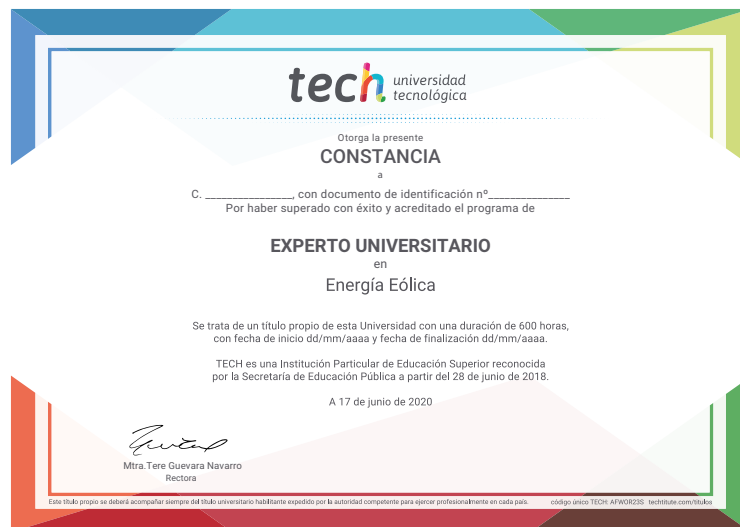 tech universidad
tecnológica
Otorga la presente
CONSTANCIA
a
C. ________________, con documento de identificación nº_______________
Por haber superado con éxito y acreditado el programa de
EXPERTO UNIVERSITARIO
en
Energía Eólica
Se trata de un título propio de esta Universidad con una duración de 600 horas,
con fecha de inicio dd/mm/aaaa y fecha de finalización dd/mm/aaaa.
TECH es una Institución Particular de Educación Superior reconocida
por la Secretaría de Educación Pública a partir del 28 de junio de 2018.
A 17 de junio de 2020
Mtra.Tere Guevara Navarro
Rectora
Este título propio se deberá acompañar siempre del título universitario habilitante expedido por la autoridad competente para ejercer profesionalmente en cada país. código único TECH: AFWOR23S techtitute.com/titulos